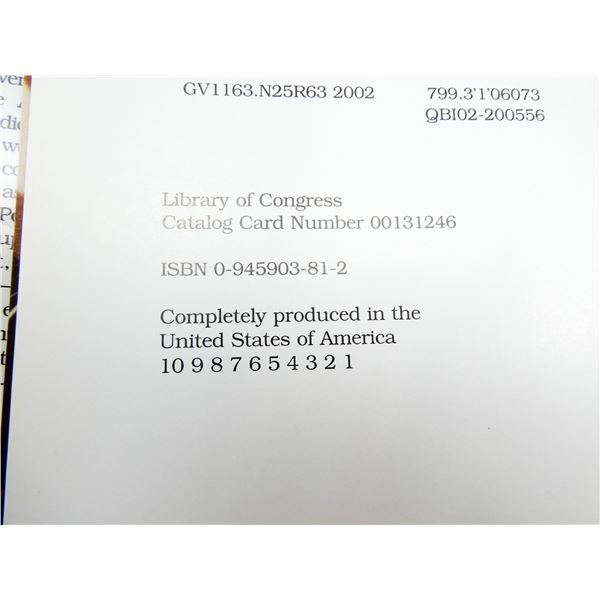 GV1163.N25R63 2002 799.3'1'06073
QBI02-200556
Library of Congress
Catalog Card Number 00131246
ISBN 0-945903-81-2
Completely produced in the
United States of America
10 9 8 7 6 5 4 3 2 1